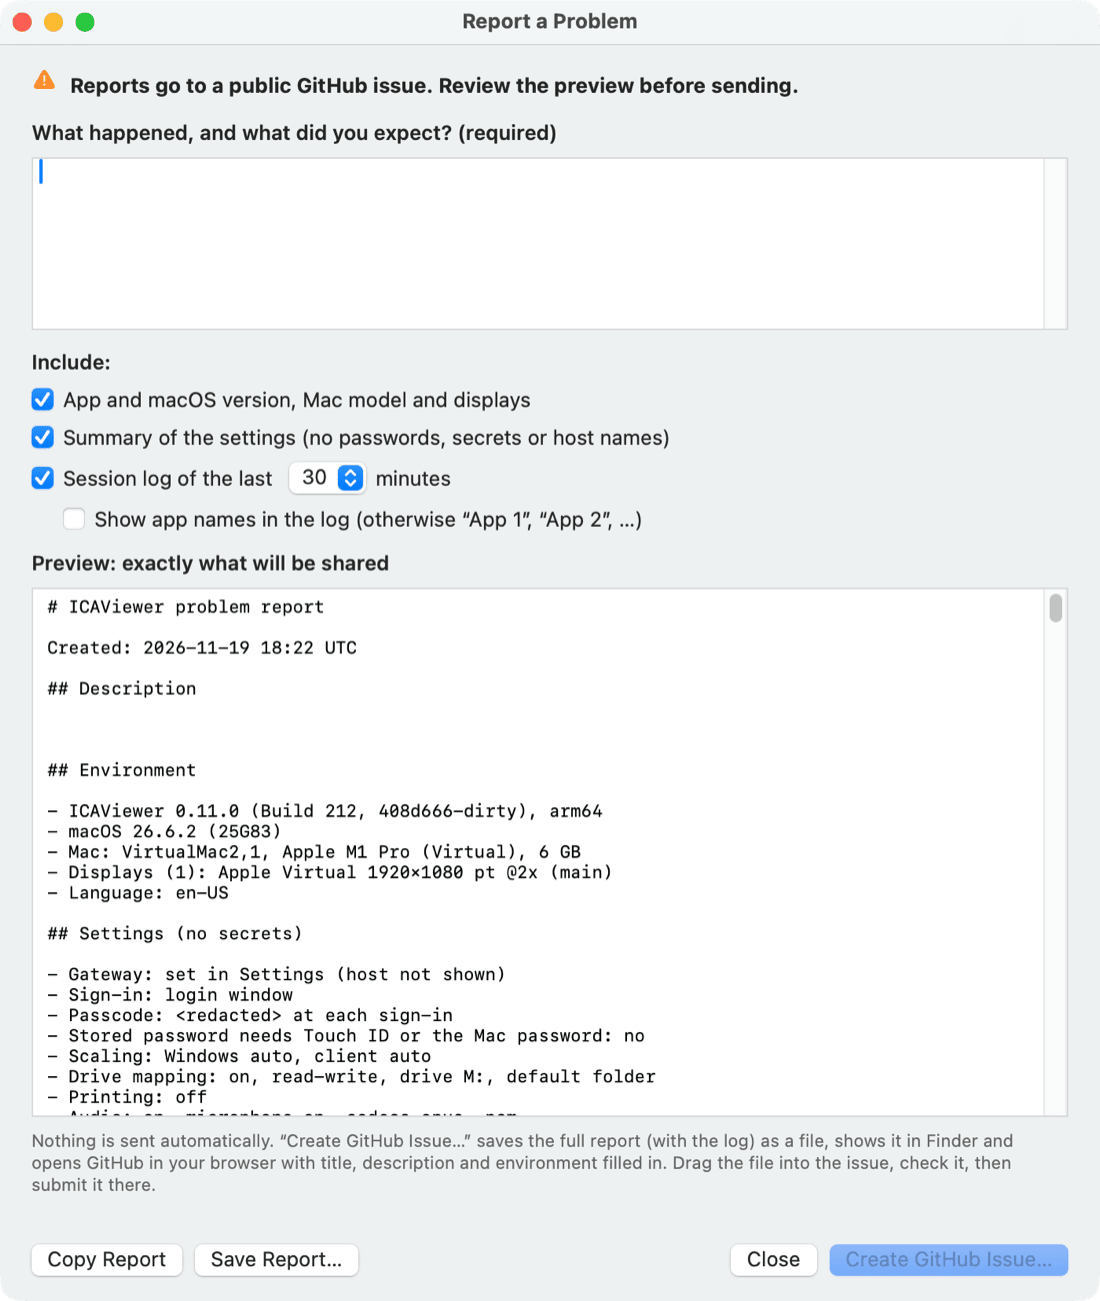 Report a Problem
Reports go to a public GitHub issue. Review the preview before sending.
What happened, and what did you expect? (required)
Include:
App and macOS version, Mac model and displays
Summary of the settings (no passwords, secrets or host names)
Session log of the last 30 minutes
Show app names in the log (otherwise “App 1”, “App 2”, …)
Preview: exactly what will be shared
# ICAViewer problem report
Created: 2026-11-19 18:22 UTC
## Description
## Environment
- ICAViewer 0.11.0 (Build 212, 408d666-dirty), arm64
- macOS 26.6.2 (25G83)
- Mac: VirtualMac2,1, Apple M1 Pro (Virtual), 6 GB
- Displays (1): Apple Virtual 1920×1080 pt @2x (main)
- Language: en-US
## Settings (no secrets)
- Gateway: set in Settings (host not shown)
- Sign-in: login window
- Passcode: <redacted> at each sign-in
- Stored password needs Touch ID or the Mac password: no
- Scaling: Windows auto, client auto
- Drive mapping: on, read-write, drive M:, default folder
- Printing: off
Nothing is sent automatically. “Create GitHub Issue…” saves the full report (with the log) as a file, shows it in Finder and
opens GitHub in your browser with title, description and environment filled in. Drag the file into the issue, check it, then
submit it there.
Copy Report
Save Report…
Close
Create GitHub Issue…